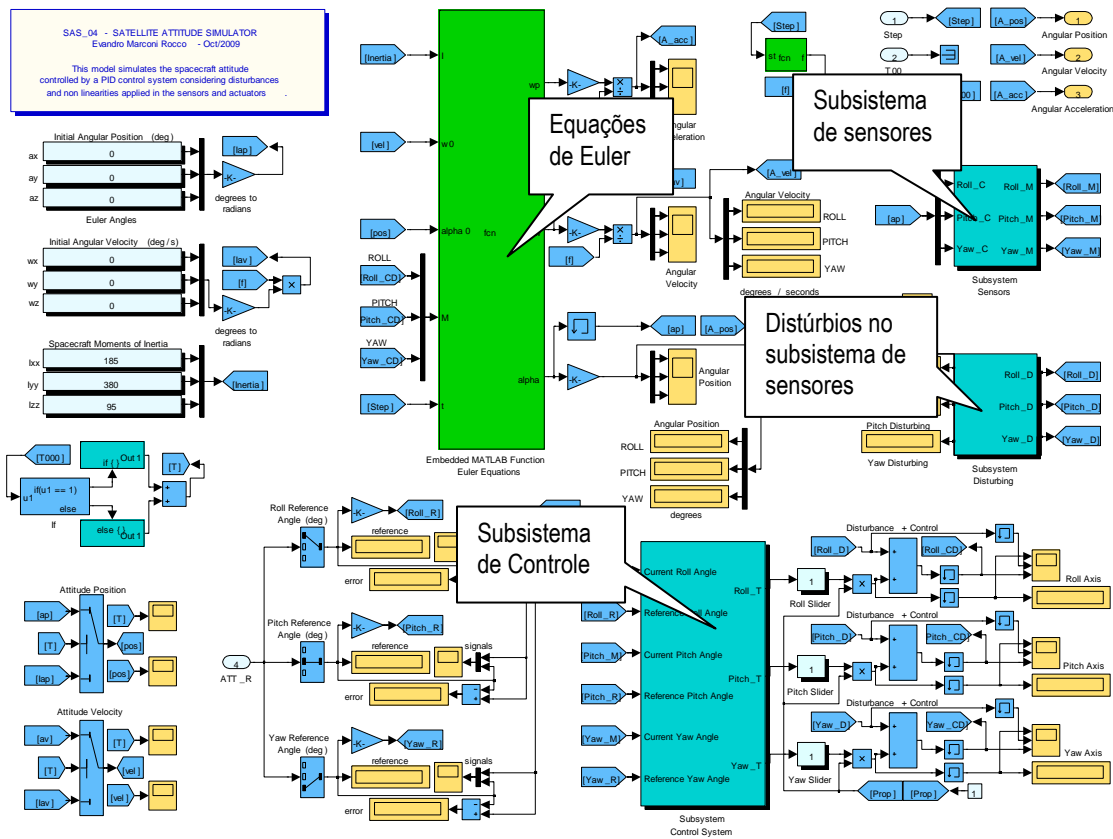 SAS_04 - SATELLITE ATTITUDE SIMULATOR
Evandro Marconi Rocco - Oct/2009
This model simulates the spacecraft attitude
controlled by a PID control system considering disturbances
and non linearities applied in the sensors and actuators .
Initial Angular Position (deg)
ax
0
ay
0
az
0
Euler Angles
[Iap]
-K-
degrees to
radians
Initial Angular Velocity (deg/s)
wx
0
wy
0
wz
0
[Iav]
[f]
×
-K-
degrees to
radians
Spacecraft Moments of Inertia
Ixx
185
Iyy
380
Izz
95
[Inertia]
[T000]
if { }
Out 1
[T]
if(u1 == 1)
u1
else
If
else { }
Out 1
+
+
Attitude Position
[ap]
[T]
[Iap]
[T]
[pos]
[pos]
Attitude Velocity
[av]
[T]
[Iav]
[T]
[vel]
[vel]
[Inertia]
I
[vel]
w0
[pos]
alpha 0
fcn
ROLL
[Roll_CD]
PITCH
Pitch_CD]
M
YAW
Yaw_CD]
[Step]
t
wp
alpha
Embedded MATLAB Function
Euler Equations
Equações
de Euler
-K-
×
÷
[A_acc]
-K-
×
÷
[f]
Angular
Velocity
[A_vel]
Angular Velocity
ROLL
PITCH
YAW
degrees / seconds
[ap]
[A_pos]
-K-
Angular
Position
Angular Position
ROLL
PITCH
YAW
degrees
[Step]
st
fcn
f
[f]
1
Step
[Step]
2
[A_pos]
1
Angular Position
[A_vel]
2
Angular Velocity
[A_acc]
3
Angular Acceleration
Subsistema
de sensores
[ap]
Roll_C
Pitch_C
Yaw_C
Roll_M
Pitch_M
Yaw_M
[Roll_M]
[Pitch_M]
[Yaw_M]
Subsystem
Sensors
Distúrbios no
subsistema de
sensores
Roll_D
Pitch_D
Yaw_D
[Roll_D]
[Pitch_D]
[Yaw_D]
Pitch Disturbing
Yaw Disturbing
Subsystem
Disturbing
4
ATT_R
Roll Reference
Angle (deg)
-K-
[Roll_R]
reference
error
Pitch Reference
Angle (deg)
-K-
[Pitch_R]
reference
signals
error
Yaw Reference
Angle (deg)
-K-
[Yaw_R]
reference
signals
error
Subsistema
de Controle
[Roll_R]
[Pitch_M]
[Pitch_R]
[Yaw_M]
[Yaw_R]
Current Roll Angle
Reference Roll Angle
Current Pitch Angle
Reference Pitch Angle
Current Yaw Angle
Reference Yaw Angle
Roll_T
Pitch_T
Yaw_T
Subsystem
Control System
Disturbance + Control
[Roll_D]
[Roll_CD]
1
Roll Slider
×
Roll Axis
Disturbance + Control
[Pitch_D]
Pitch_CD]
1
Pitch Slider
×
Pitch Axis
Disturbance + Control
[Yaw_D]
[Yaw_CD]
1
Yaw Slider
×
Yaw Axis
[Prop]
[Prop]
1